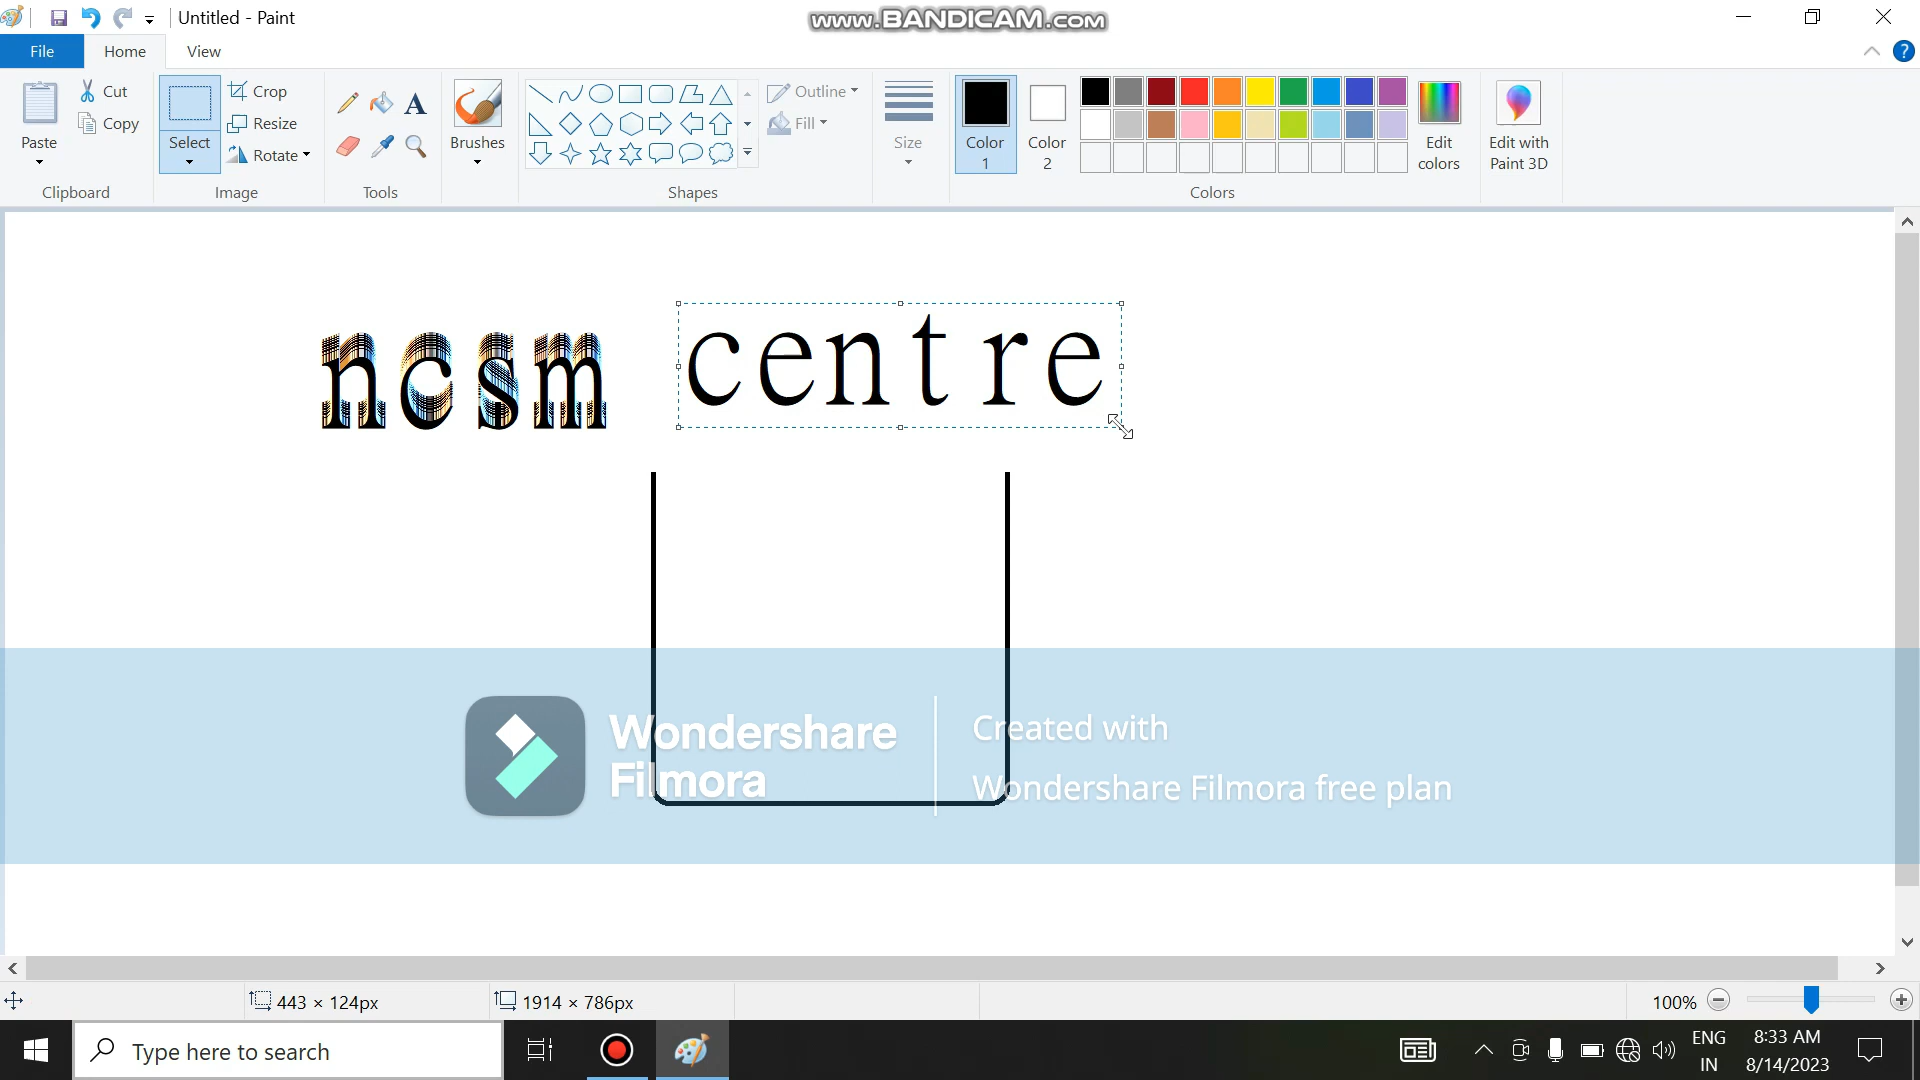 Untitled - Paint
www.BANDICAM.com
File Home View
Cut
Copy
Paste
Clipboard
Select
Crop
Resize
Rotate
Image
Tools
Brushes
Shapes
Outline
Fill
Size
Color 1
Color 2
Colors
Edit colors
Edit with Paint 3D
ncsm centre
Wondershare Filmora
Created with
Wondershare Filmora free plan
443 × 124px
1914 × 786px
100%
Type here to search
ENG
IN
8:33 AM
8/14/2023